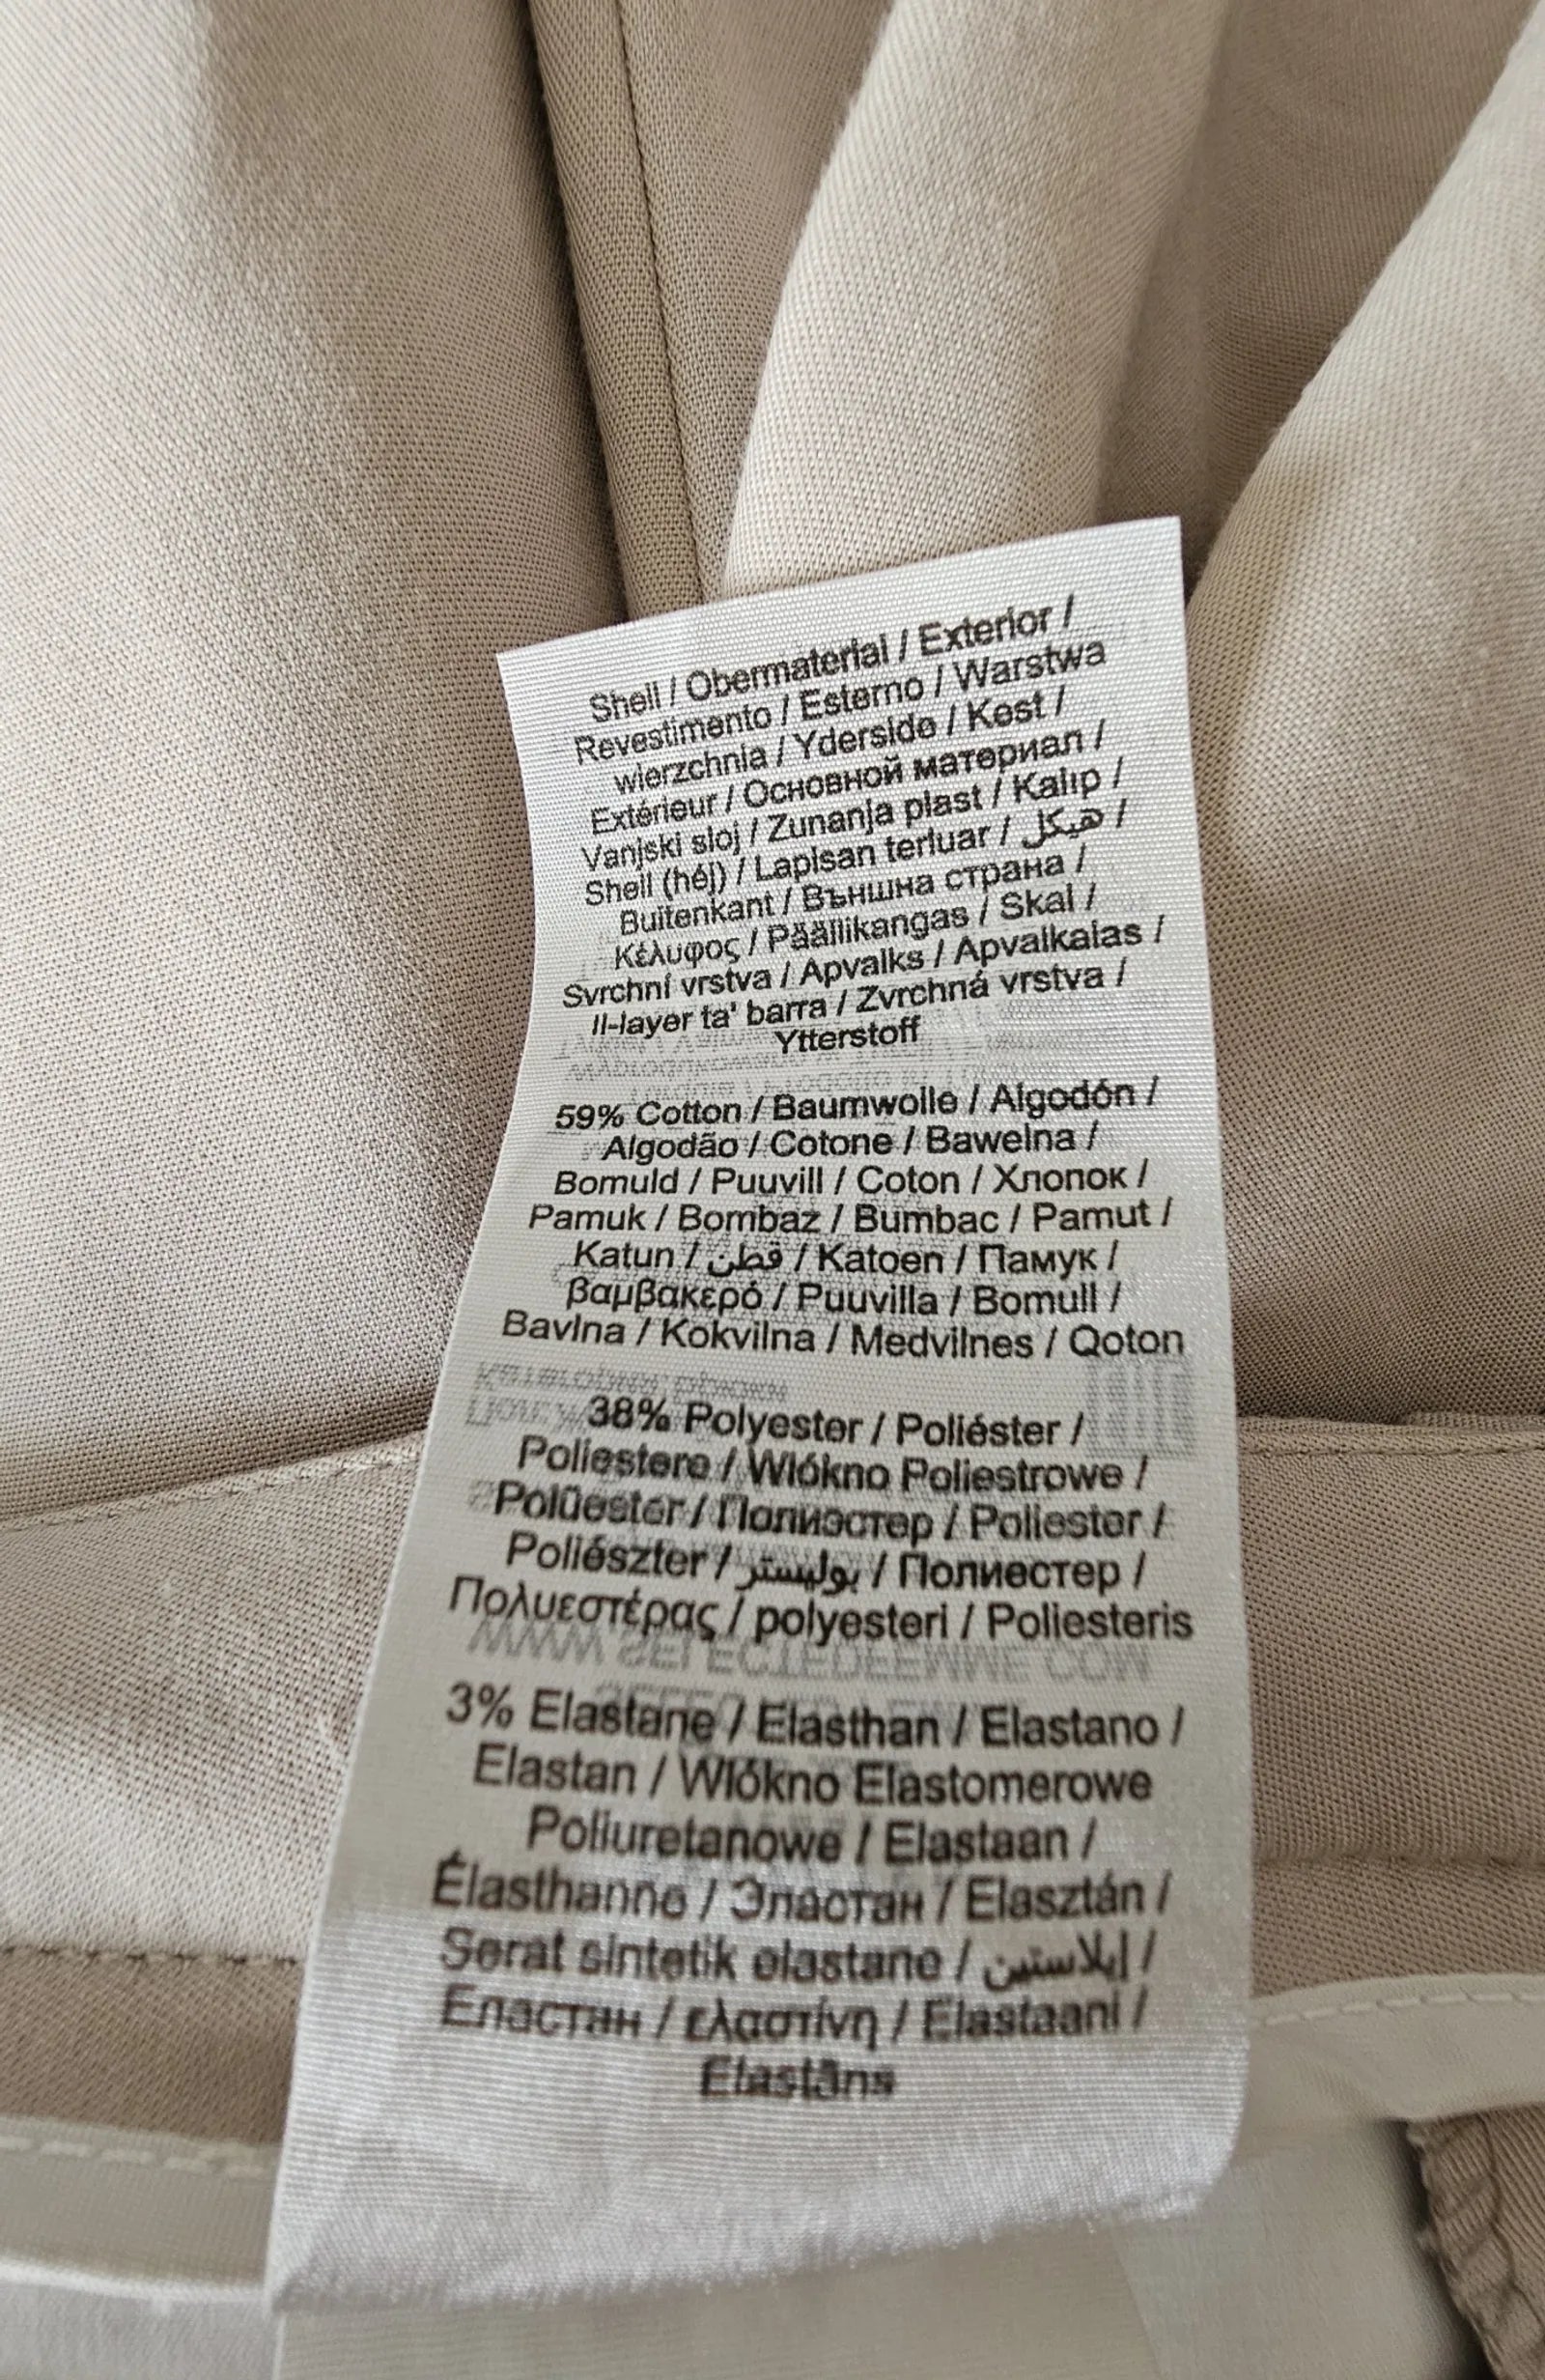 Shell / Obermaterial / Exterior /
Revestimento / Esterno / Warstwa
wierzchnia / Yderside / Kest /
Extérieur / Основной материал /
Vanjski sloj / Zunanja plast / Kalıp /
Shell (héj) / Lapisan terluar / هيكل /
Buitenkant / Външна страна /
Κέλυφος / Päällikangas / Skal /
Svrchní vrstva / Apvalks / Apvalkalas /
Il-layer ta' barra / Zvrchná vrstva /
Ytterstoff
59% Cotton / Baumwolle / Algodón /
Algodão / Cotone / Bawełna /
Bomuld / Puuvill / Coton / Хлопок /
Pamuk / Bombaž / Bumbac / Pamut /
Katun / قطن / Katoen / Памук /
βαμβακερό / Puuvilla / Bomull /
Bavlna / Kokvilna / Medvilnes / Qoton
38% Polyester / Poliéster /
Poliestere / Włókno Poliestrowe /
Polüester / Полиэстер / Poliester /
Poliészter / بوليستر / Полиестер /
Πολυεστέρας / polyesteri / Poliesteris
WWW SELECTEDFEMME COM
3% Elastane / Elasthan / Elastano /
Elastan / Włókno Elastomerowe
Poliuretanowe / Elastaan /
Élasthanne / Эластан / Elasztán /
Serat sintetik elastane / إيلاستين /
Еластан / ελαστίνη / Elastaani /
Elastāns